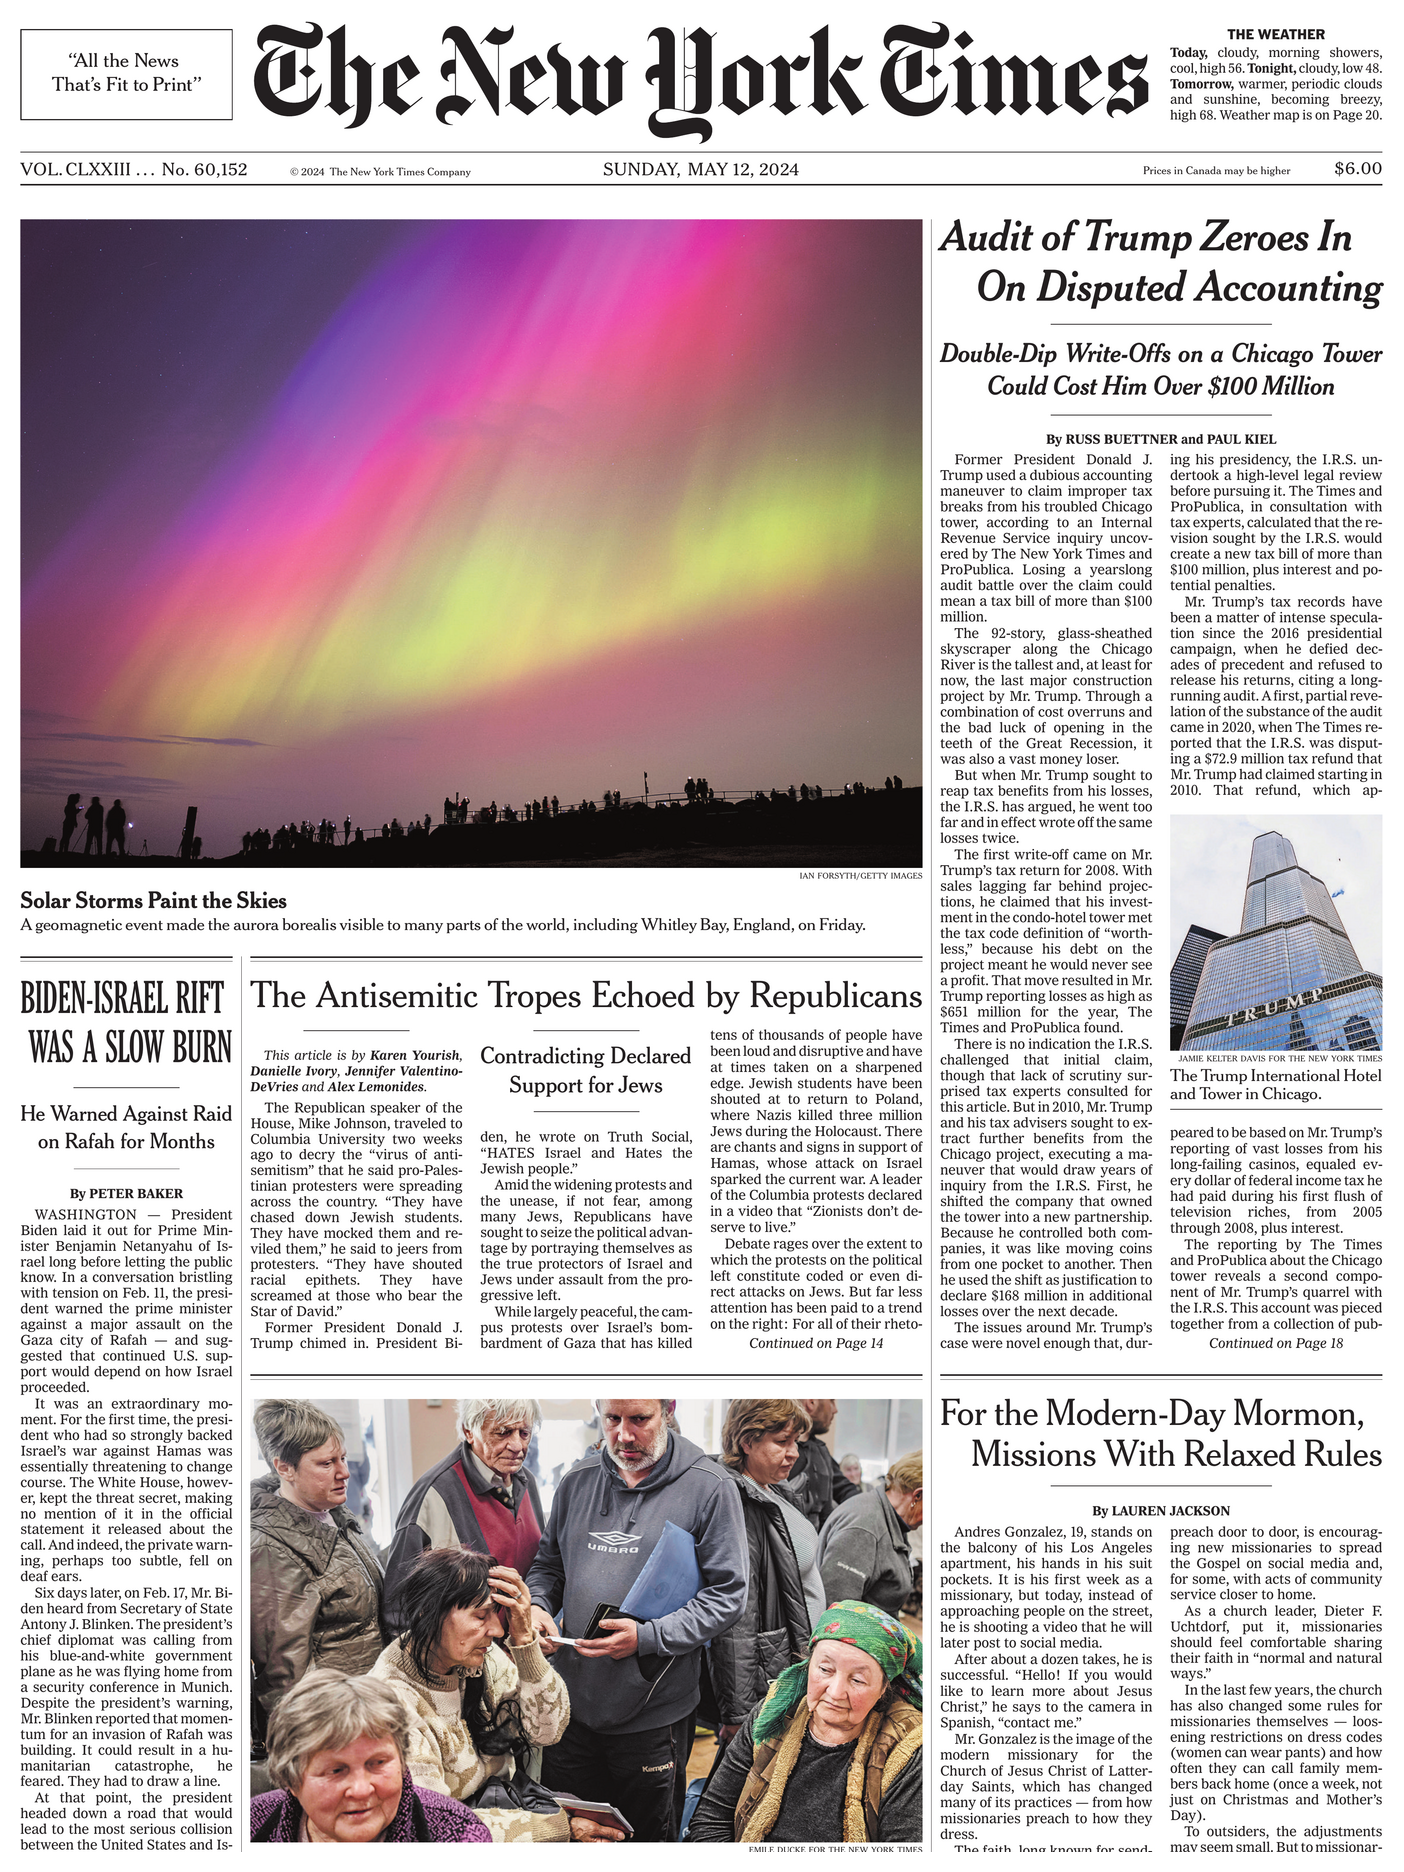 “All the News
That’s Fit to Print”
The New York Times
THE WEATHER
Today, cloudy, morning showers,
cool, high 56. Tonight, cloudy, low 48.
Tomorrow, warmer, periodic clouds
and sunshine, becoming breezy,
high 68. Weather map is on Page 20.
VOL. CLXXIII . . . No. 60,152
© 2024 The New York Times Company
SUNDAY, MAY 12, 2024
Prices in Canada may be higher
$6.00
IAN FORSYTH/GETTY IMAGES
Solar Storms Paint the Skies
A geomagnetic event made the aurora borealis visible to many parts of the world, including Whitley Bay, England, on Friday.
Audit of Trump Zeroes In
On Disputed Accounting
Double-Dip Write-Offs on a Chicago Tower
Could Cost Him Over $100 Million
By RUSS BUETTNER and PAUL KIEL
Former President Donald J.
Trump used a dubious accounting
maneuver to claim improper tax
breaks from his troubled Chicago
tower, according to an Internal
Revenue Service inquiry uncov-
ered by The New York Times and
ProPublica. Losing a yearslong
audit battle over the claim could
mean a tax bill of more than $100
million.
The 92-story, glass-sheathed
skyscraper along the Chicago
River is the tallest and, at least for
now, the last major construction
project by Mr. Trump. Through a
combination of cost overruns and
the bad luck of opening in the
teeth of the Great Recession, it
was also a vast money loser.
But when Mr. Trump sought to
reap tax benefits from his losses,
the I.R.S. has argued, he went too
far and in effect wrote off the same
losses twice.
The first write-off came on Mr.
Trump’s tax return for 2008. With
sales lagging far behind projec-
tions, he claimed that his invest-
ment in the condo-hotel tower met
the tax code definition of “worth-
less,” because his debt on the
project meant he would never see
a profit. That move resulted in Mr.
Trump reporting losses as high as
$651 million for the year, The
Times and ProPublica found.
There is no indication the I.R.S.
challenged that initial claim,
though that lack of scrutiny sur-
prised tax experts consulted for
this article. But in 2010, Mr. Trump
and his tax advisers sought to ex-
tract further benefits from the
Chicago project, executing a ma-
neuver that would draw years of
inquiry from the I.R.S. First, he
shifted the company that owned
the tower into a new partnership.
Because he controlled both com-
panies, it was like moving coins
from one pocket to another. Then
he used the shift as justification to
declare $168 million in additional
losses over the next decade.
The issues around Mr. Trump’s
case were novel enough that, dur-
ing his presidency, the I.R.S. un-
dertook a high-level legal review
before pursuing it. The Times and
ProPublica, in consultation with
tax experts, calculated that the re-
vision sought by the I.R.S. would
create a new tax bill of more than
$100 million, plus interest and po-
tential penalties.
Mr. Trump’s tax records have
been a matter of intense specula-
tion since the 2016 presidential
campaign, when he defied dec-
ades of precedent and refused to
release his returns, citing a long-
running audit. A first, partial reve-
lation of the substance of the audit
came in 2020, when The Times re-
ported that the I.R.S. was disput-
ing a $72.9 million tax refund that
Mr. Trump had claimed starting in
2010. That refund, which ap-
TRUMP
JAMIE KELTER DAVIS FOR THE NEW YORK TIMES
The Trump International Hotel
and Tower in Chicago.
peared to be based on Mr. Trump’s
reporting of vast losses from his
long-failing casinos, equaled ev-
ery dollar of federal income tax he
had paid during his first flush of
television riches, from 2005
through 2008, plus interest.
The reporting by The Times
and ProPublica about the Chicago
tower reveals a second compo-
nent of Mr. Trump’s quarrel with
the I.R.S. This account was pieced
together from a collection of pub-
Continued on Page 18
BIDEN-ISRAEL RIFT
WAS A SLOW BURN
He Warned Against Raid
on Rafah for Months
By PETER BAKER
WASHINGTON — President
Biden laid it out for Prime Min-
ister Benjamin Netanyahu of Is-
rael long before letting the public
know. In a conversation bristling
with tension on Feb. 11, the presi-
dent warned the prime minister
against a major assault on the
Gaza city of Rafah — and sug-
gested that continued U.S. sup-
port would depend on how Israel
proceeded.
It was an extraordinary mo-
ment. For the first time, the presi-
dent who had so strongly backed
Israel’s war against Hamas was
essentially threatening to change
course. The White House, howev-
er, kept the threat secret, making
no mention of it in the official
statement it released about the
call. And indeed, the private warn-
ing, perhaps too subtle, fell on
deaf ears.
Six days later, on Feb. 17, Mr. Bi-
den heard from Secretary of State
Antony J. Blinken. The president’s
chief diplomat was calling from
his blue-and-white government
plane as he was flying home from
a security conference in Munich.
Despite the president’s warning,
Mr. Blinken reported that momen-
tum for an invasion of Rafah was
building. It could result in a hu-
manitarian catastrophe, he
feared. They had to draw a line.
At that point, the president
headed down a road that would
lead to the most serious collision
between the United States and Is-
The Antisemitic Tropes Echoed by Republicans
This article is by Karen Yourish,
Danielle Ivory, Jennifer Valentino-
DeVries and Alex Lemonides.
The Republican speaker of the
House, Mike Johnson, traveled to
Columbia University two weeks
ago to decry the “virus of anti-
semitism” that he said pro-Pales-
tinian protesters were spreading
across the country. “They have
chased down Jewish students.
They have mocked them and re-
viled them,” he said to jeers from
protesters. “They have shouted
racial epithets. They have
screamed at those who bear the
Star of David.”
Former President Donald J.
Trump chimed in. President Bi-
Contradicting Declared
Support for Jews
den, he wrote on Truth Social,
“HATES Israel and Hates the
Jewish people.”
Amid the widening protests and
the unease, if not fear, among
many Jews, Republicans have
sought to seize the political advan-
tage by portraying themselves as
the true protectors of Israel and
Jews under assault from the pro-
gressive left.
While largely peaceful, the cam-
pus protests over Israel’s bom-
bardment of Gaza that has killed
tens of thousands of people have
been loud and disruptive and have
at times taken on a sharpened
edge. Jewish students have been
shouted at to return to Poland,
where Nazis killed three million
Jews during the Holocaust. There
are chants and signs in support of
Hamas, whose attack on Israel
sparked the current war. A leader
of the Columbia protests declared
in a video that “Zionists don’t de-
serve to live.”
Debate rages over the extent to
which the protests on the political
left constitute coded or even di-
rect attacks on Jews. But far less
attention has been paid to a trend
on the right: For all of their rheto-
Continued on Page 14
UMBRO
Kempa
EMILE DUCKE FOR THE NEW YORK TIMES
For the Modern-Day Mormon,
Missions With Relaxed Rules
By LAUREN JACKSON
Andres Gonzalez, 19, stands on
the balcony of his Los Angeles
apartment, his hands in his suit
pockets. It is his first week as a
missionary, but today, instead of
approaching people on the street,
he is shooting a video that he will
later post to social media.
After about a dozen takes, he is
successful. “Hello! If you would
like to learn more about Jesus
Christ,” he says to the camera in
Spanish, “contact me.”
Mr. Gonzalez is the image of the
modern missionary for the
Church of Jesus Christ of Latter-
day Saints, which has changed
many of its practices — from how
missionaries preach to how they
dress.
The faith, long known for send-
preach door to door, is encourag-
ing new missionaries to spread
the Gospel on social media and,
for some, with acts of community
service closer to home.
As a church leader, Dieter F.
Uchtdorf, put it, missionaries
should feel comfortable sharing
their faith in “normal and natural
ways.”
In the last few years, the church
has also changed some rules for
missionaries themselves — loos-
ening restrictions on dress codes
(women can wear pants) and how
often they can call family mem-
bers back home (once a week, not
just on Christmas and Mother’s
Day).
To outsiders, the adjustments
may seem small. But to missionar-